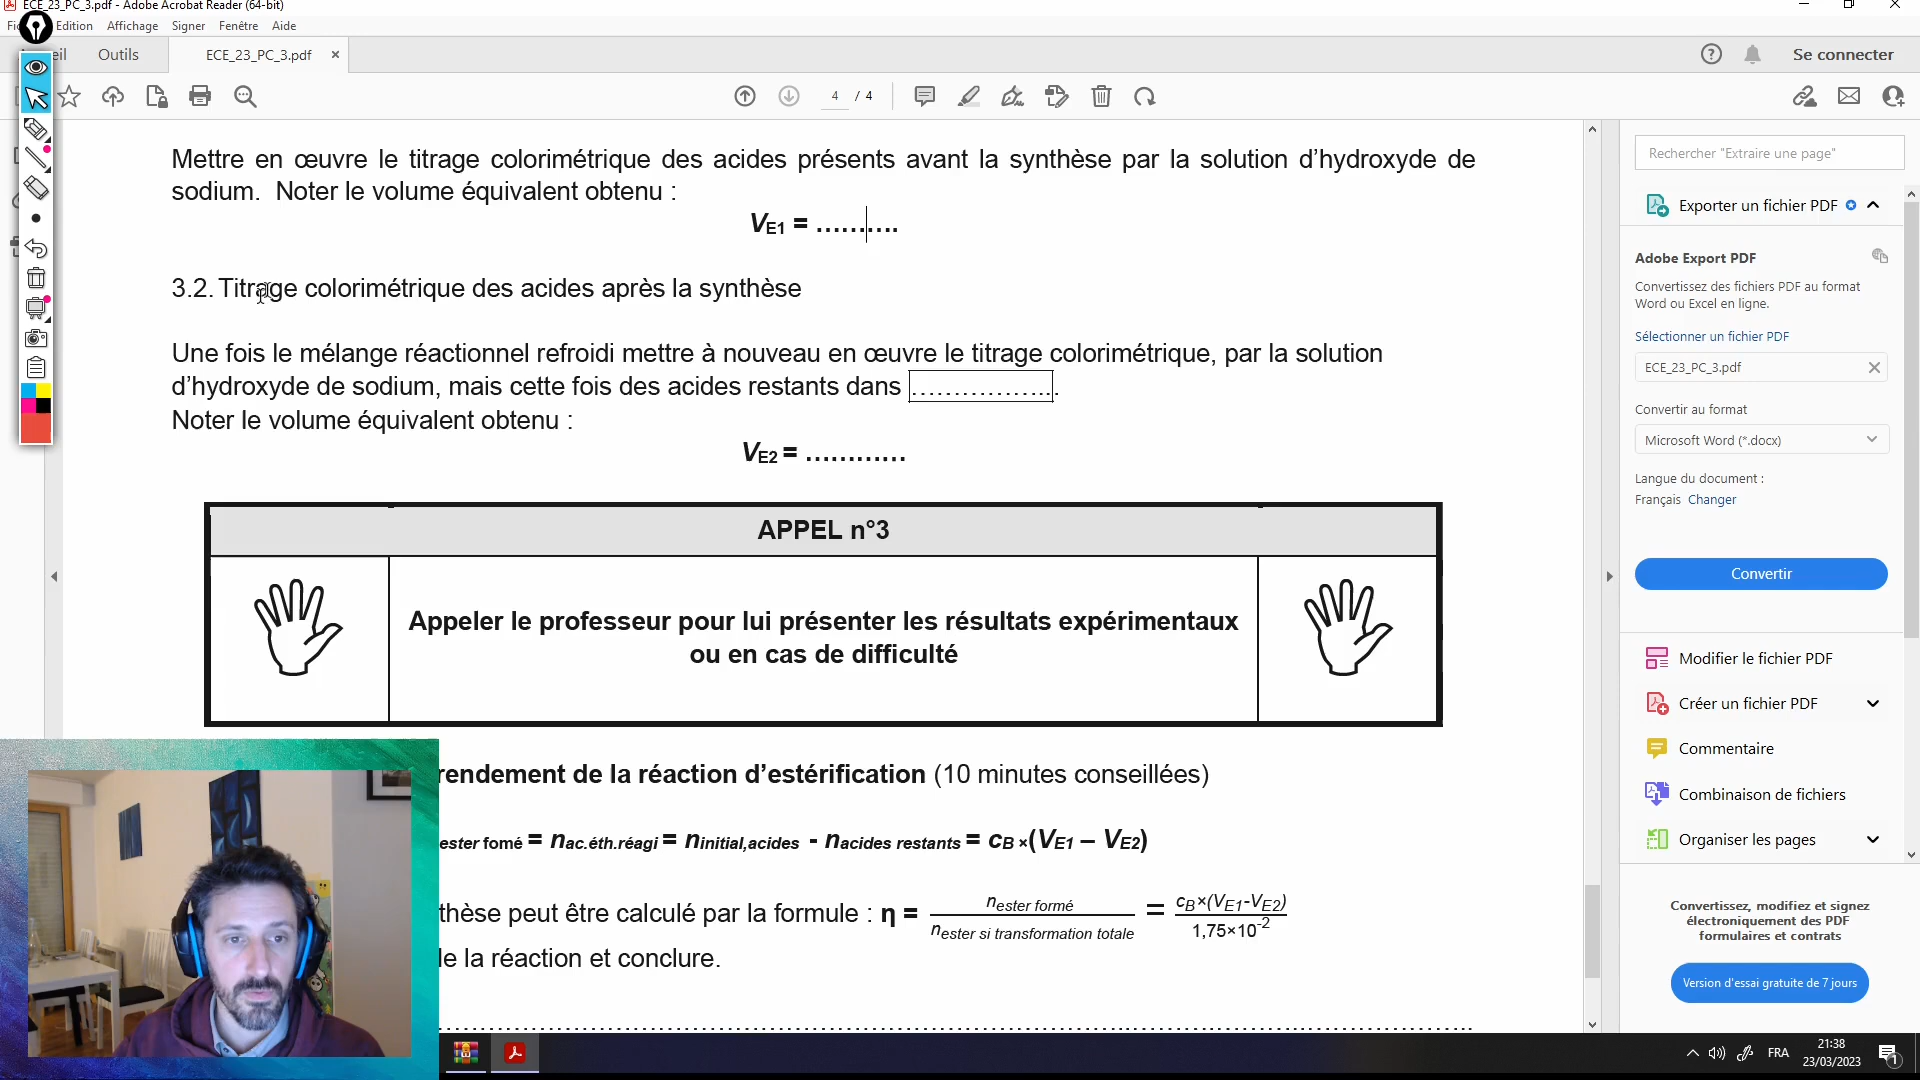 ECE_23_PC_3.pdf - Adobe Acrobat Reader (64-bit)
Edition Affichage Signer Fenêtre Aide
Outils
ECE_23_PC_3.pdf
Se connecter
4 / 4
Mettre en œuvre le titrage colorimétrique des acides présents avant la synthèse par la solution d’hydroxyde de
sodium. Noter le volume équivalent obtenu :
VE1 = ……….
3.2. Titrage colorimétrique des acides après la synthèse
Une fois le mélange réactionnel refroidi mettre à nouveau en œuvre le titrage colorimétrique, par la solution
d’hydroxyde de sodium, mais cette fois des acides restants dans ……………...
Noter le volume équivalent obtenu :
VE2 = …………
APPEL n°3
Appeler le professeur pour lui présenter les résultats expérimentaux
ou en cas de difficulté
rendement de la réaction d’estérification (10 minutes conseillées)
ester fomé = nac.éth.réagi = ninitial,acides - nacides restants = cB ×(VE1 – VE2)
thèse peut être calculé par la formule : η = nester formé / nester si transformation totale = cB×(VE1-VE2) / 1,75×10-2
le la réaction et conclure.
Rechercher "Extraire une page"
Exporter un fichier PDF
Adobe Export PDF
Convertissez des fichiers PDF au format
Word ou Excel en ligne.
Sélectionner un fichier PDF
ECE_23_PC_3.pdf
Convertir au format
Microsoft Word (*.docx)
Langue du document :
Français Changer
Convertir
Modifier le fichier PDF
Créer un fichier PDF
Commentaire
Combinaison de fichiers
Organiser les pages
Convertissez, modifiez et signez
électroniquement des PDF
formulaires et contrats
Version d'essai gratuite de 7 jours
FRA
21:38
23/03/2023
1